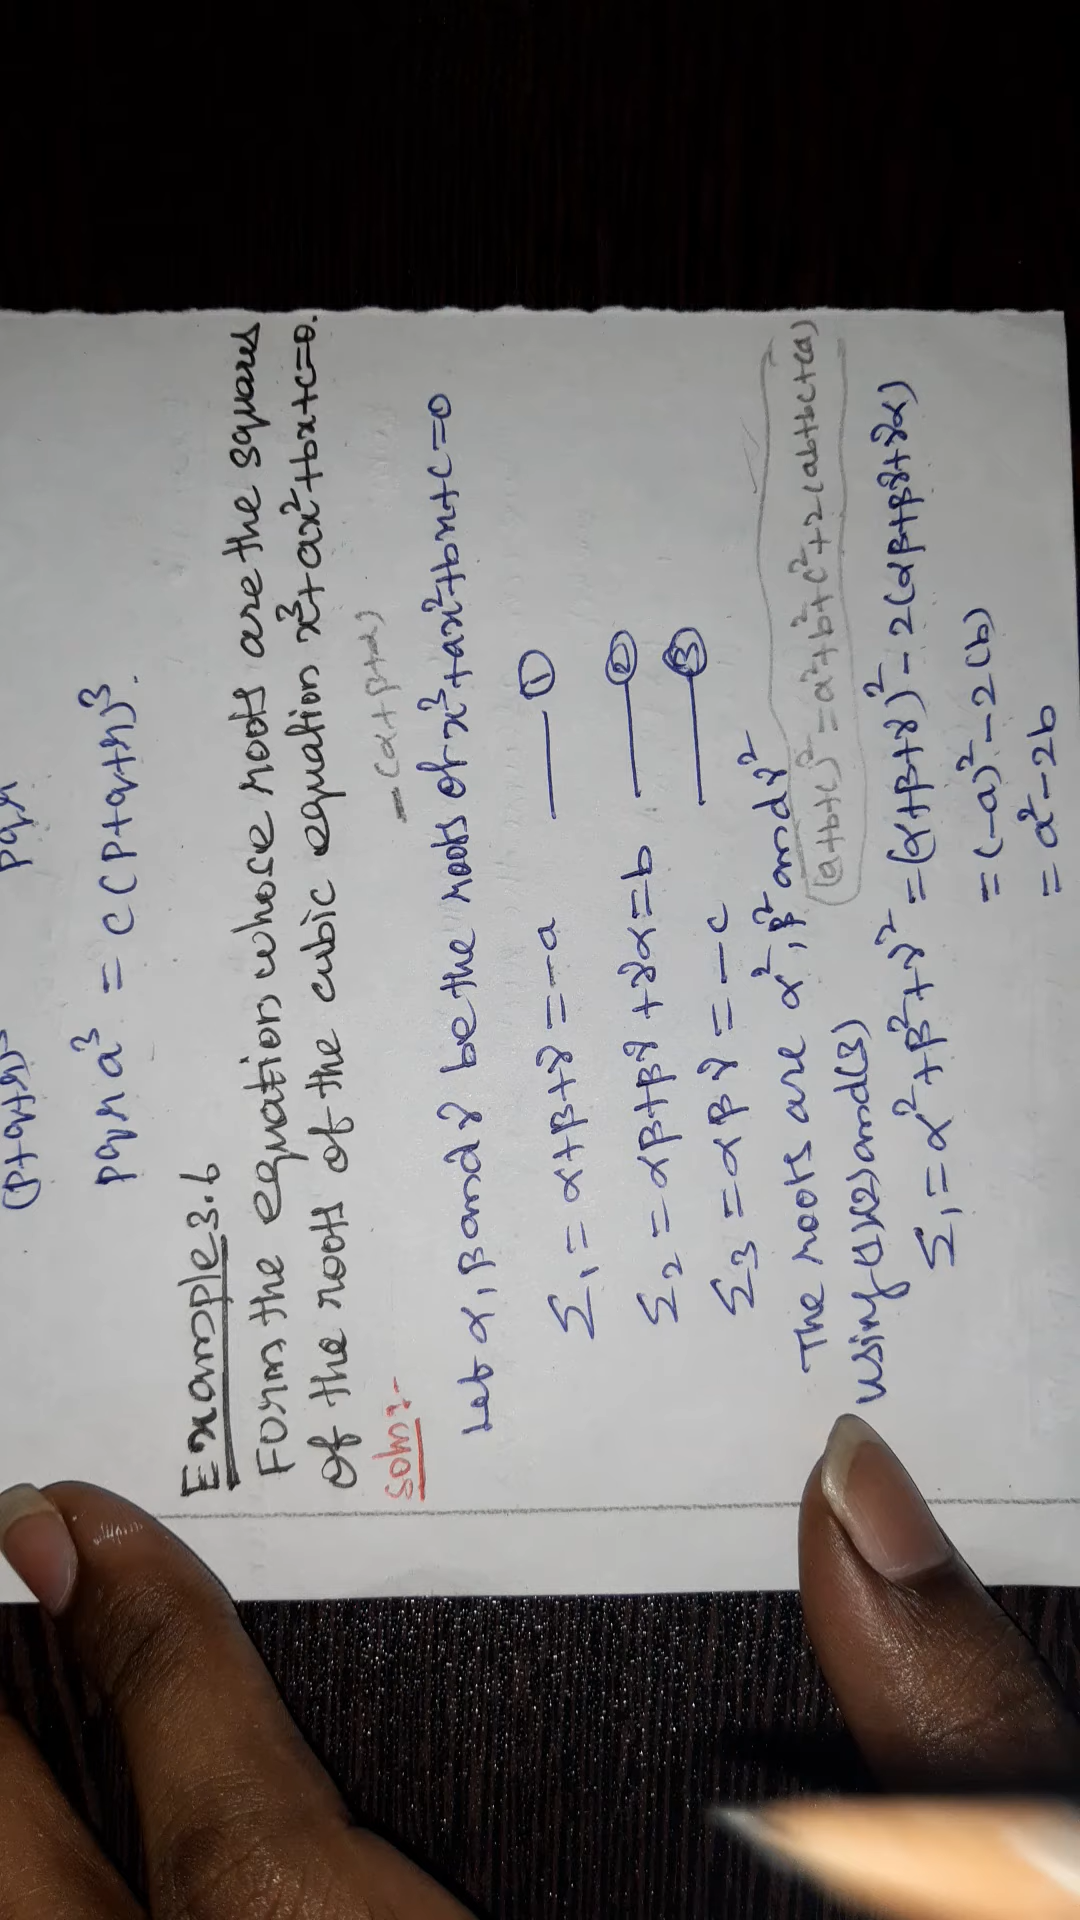 (p+q+r)³ pqr
pqr a³ = c(p+q+r)³.
Example 3.6
Form the equation whose roots are the squares
of the roots of the cubic equation x³+ax²+bx+c=0.
Soln:-
-(α+β+γ)
Let α, β and γ be the roots of x³+ax²+bx+c=0
Σ₁ = α+β+γ = -a —— ①
Σ₂ = αβ+βγ+γα = b —— ②
Σ₃ = αβγ = -c —— ③
The roots are α², β² and γ²
(a+b+c)² = a²+b²+c²+2(ab+bc+ca)
using (1)(2) and (3)
Σ₁ = α²+β²+γ² = (α+β+γ)² - 2(αβ+βγ+γα)
= (-a)² - 2(b)
= a² - 2b